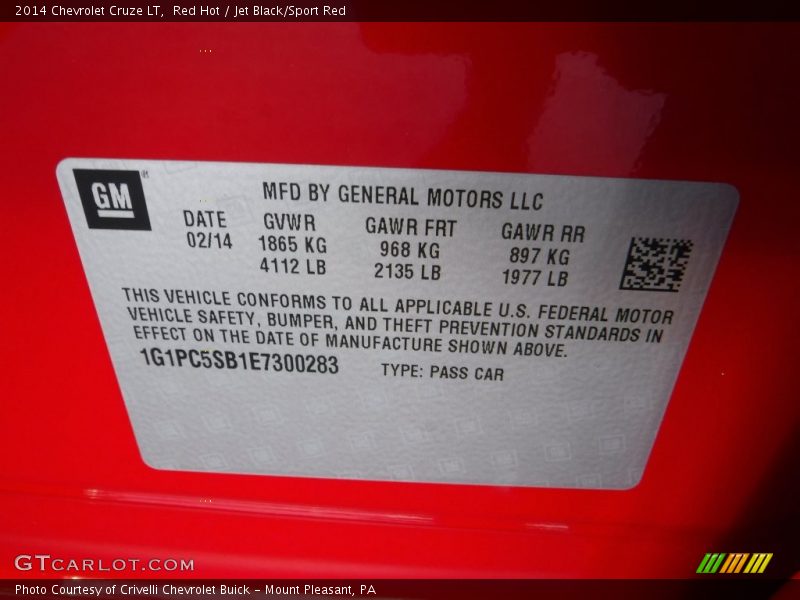 2014 Chevrolet Cruze LT,  Red Hot / Jet Black/Sport Red
GM
MFD BY GENERAL MOTORS LLC
DATE GVWR GAWR FRT GAWR RR
02/14 1865 KG 968 KG 897 KG
4112 LB 2135 LB 1977 LB
THIS VEHICLE CONFORMS TO ALL APPLICABLE U.S. FEDERAL MOTOR
VEHICLE SAFETY, BUMPER, AND THEFT PREVENTION STANDARDS IN
EFFECT ON THE DATE OF MANUFACTURE SHOWN ABOVE.
1G1PC5SB1E7300283 TYPE: PASS CAR
GTCARLOT.COM
Photo Courtesy of Crivelli Chevrolet Buick - Mount Pleasant, PA